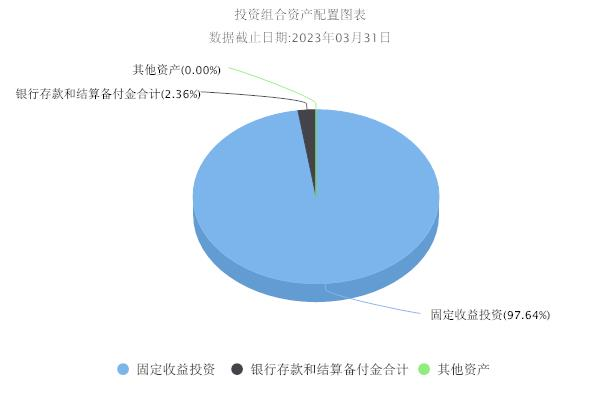 投资组合资产配置图表
数据截止日期:2023年03月31日
其他资产(0.00%)
银行存款和结算备付金合计(2.36%)
固定收益投资(97.64%)
固定收益投资 银行存款和结算备付金合计 其他资产